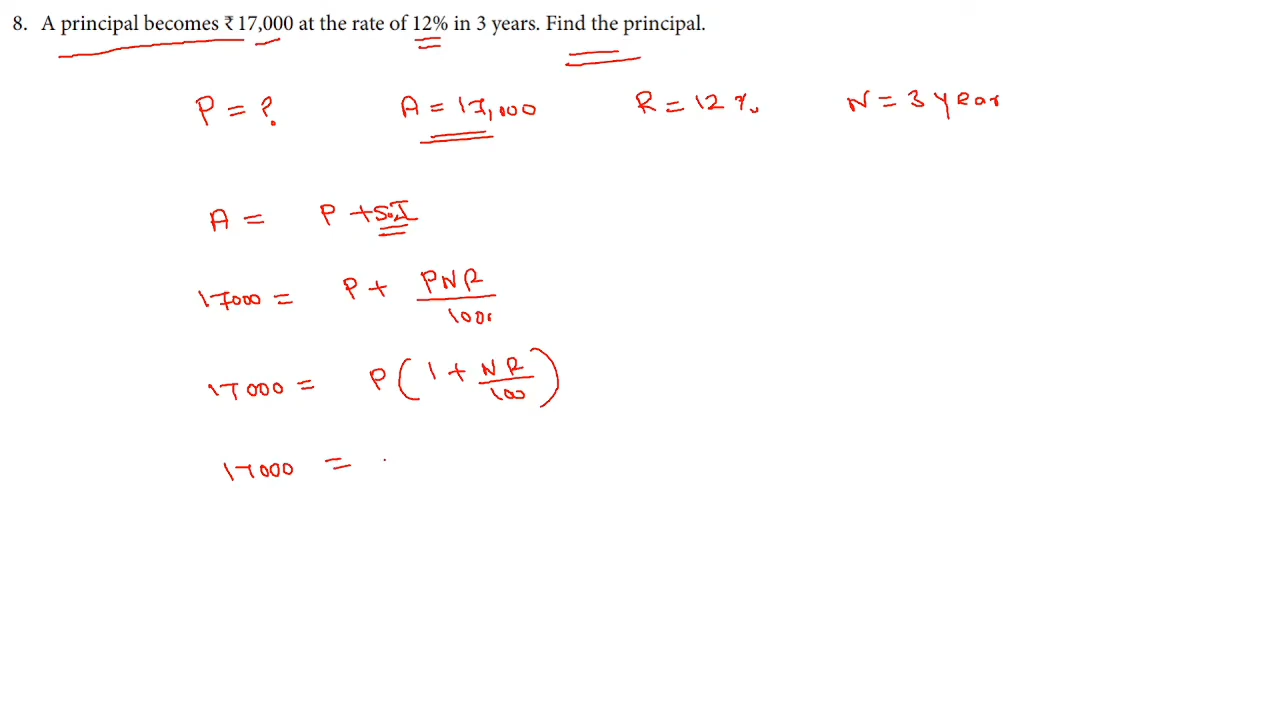 8. A principal becomes ₹ 17,000 at the rate of 12% in 3 years. Find the principal.
P = ? A = 17,000 R = 12 % N = 3 year
A = P + S.I
17000 = P + PNR/100
17000 = P ( 1 + NR/100 )
17000 =